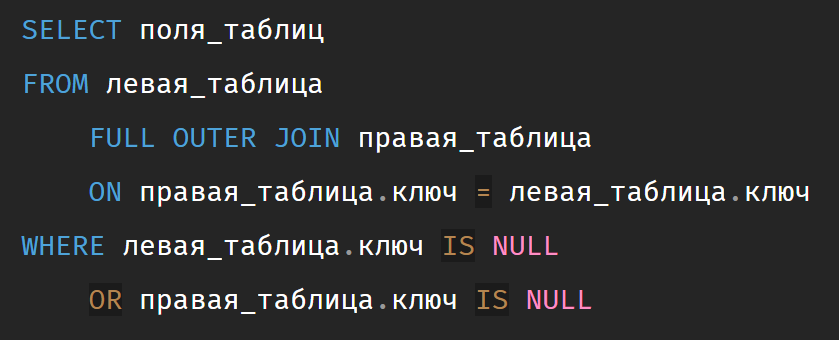 SELECT поля_таблиц
FROM левая_таблица
FULL OUTER JOIN правая_таблица
ON правая_таблица.ключ = левая_таблица.ключ
WHERE левая_таблица.ключ IS NULL
OR правая_таблица.ключ IS NULL